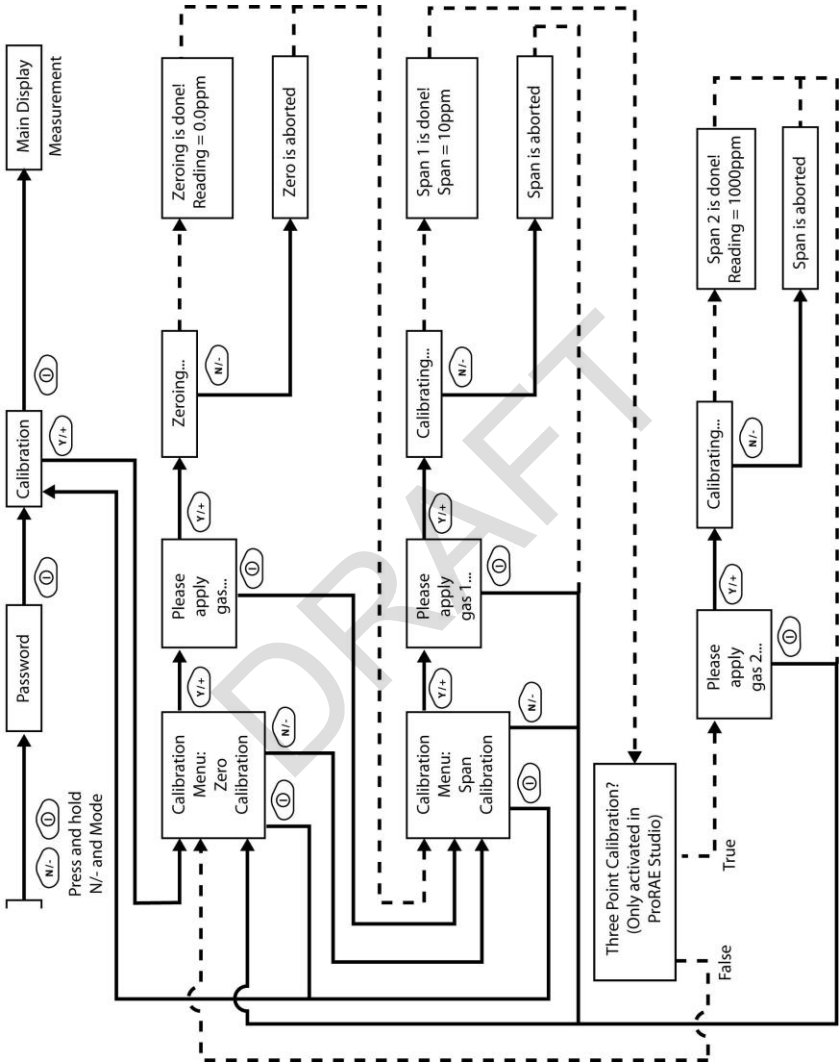 N/-
Press and hold
N/- and Mode
Password
Calibration
Y/+
Main Display
Measurement
Calibration
Menu:
Zero
Calibration
N/-
Y/+
Please
apply
gas...
Y/+
Zeroing...
N/-
Zeroing is done!
Reading = 0.0ppm
Zero is aborted
Calibration
Menu:
Span
Calibration
N/-
Y/+
Please
apply
gas 1...
Y/+
Calibrating...
N/-
Span 1 is done!
Span = 10ppm
Span is aborted
Three Point Calibration?
(Only activated in
ProRAE Studio)
False
True
Please
apply
gas 2...
Y/+
Calibrating...
N/-
Span 2 is done!
Reading = 1000ppm
Span is aborted
DRAFT